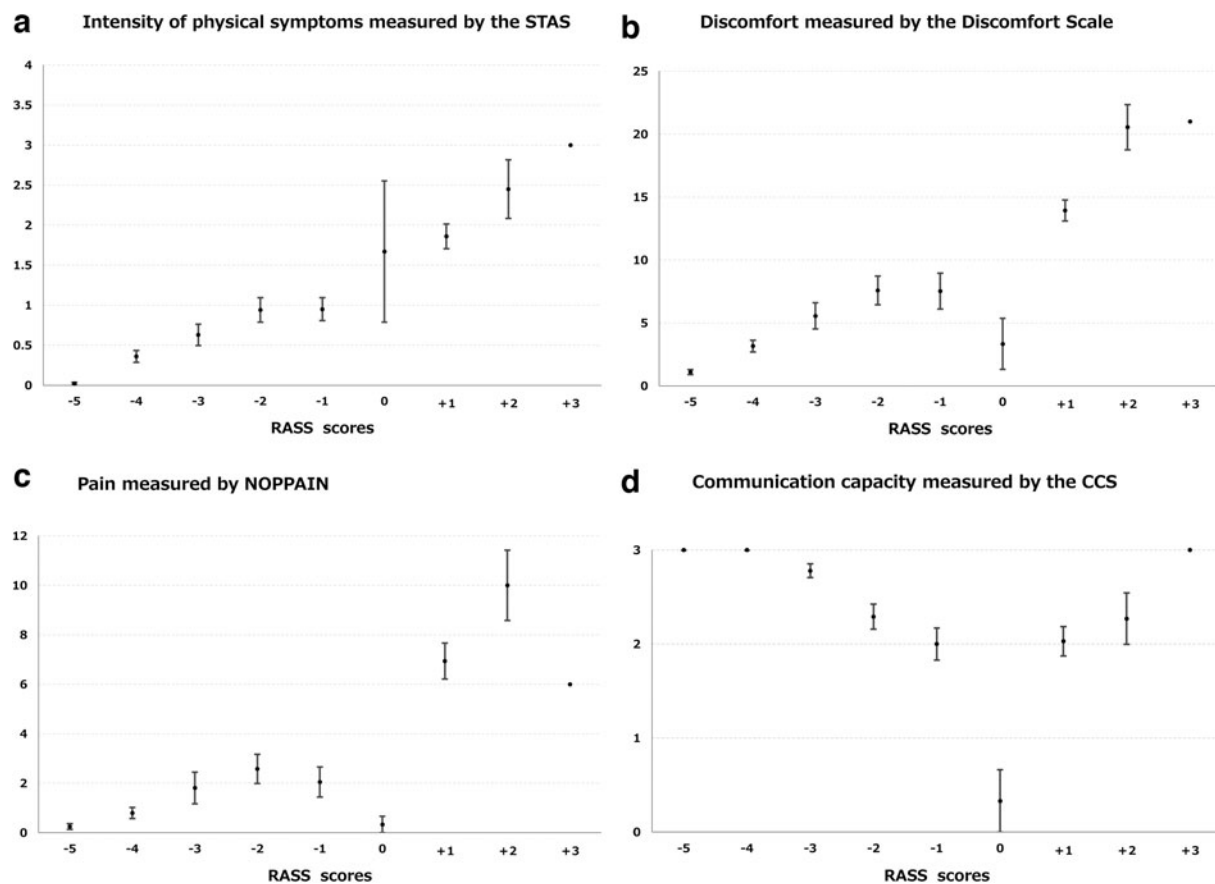 a Intensity of physical symptoms measured by the STAS
4
3.5
3
2.5
2
1.5
1
0.5
0
-5 -4 -3 -2 -1 0 +1 +2 +3
RASS scores
b Discomfort measured by the Discomfort Scale
25
20
15
10
5
0
-5 -4 -3 -2 -1 0 +1 +2 +3
RASS scores
c Pain measured by NOPPAIN
12
10
8
6
4
2
0
-5 -4 -3 -2 -1 0 +1 +2 +3
RASS scores
d Communication capacity measured by the CCS
3
2
1
0
-5 -4 -3 -2 -1 0 +1 +2 +3
RASS scores